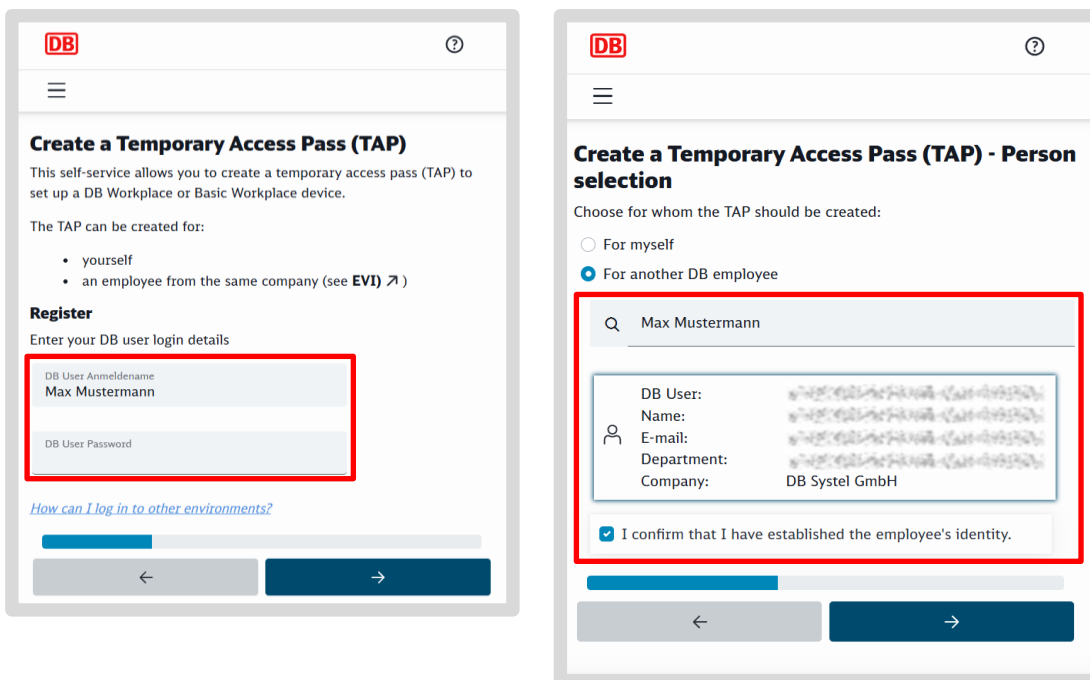 DB
Create a Temporary Access Pass (TAP)
This self-service allows you to create a temporary access pass (TAP) to
set up a DB Workplace or Basic Workplace device.
The TAP can be created for:
• yourself
• an employee from the same company (see EVI) ↗ )
Register
Enter your DB user login details
DB User Anmeldename
Max Mustermann
DB User Password
How can I log in to other environments?
DB
Create a Temporary Access Pass (TAP) - Person
selection
Choose for whom the TAP should be created:
For myself
For another DB employee
Max Mustermann
DB User:
Name:
E-mail:
Department:
Company: DB Systel GmbH
I confirm that I have established the employee's identity.